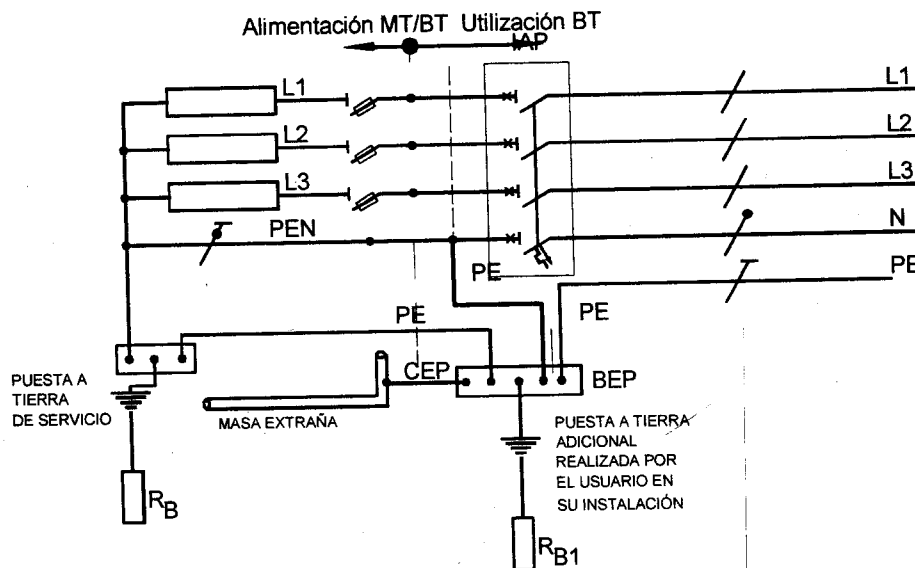 Alimentación MT/BT Utilización BT
IAP
L1
L1
L2
L2
L3
L3
PEN
N
PE
PE
PE
PE
CEP
BEP
PUESTA A
TIERRA
DE SERVICIO
MASA EXTRAÑA
PUESTA A TIERRA
ADICIONAL
REALIZADA POR
EL USUARIO EN
SU INSTALACIÓN
RB
RB1